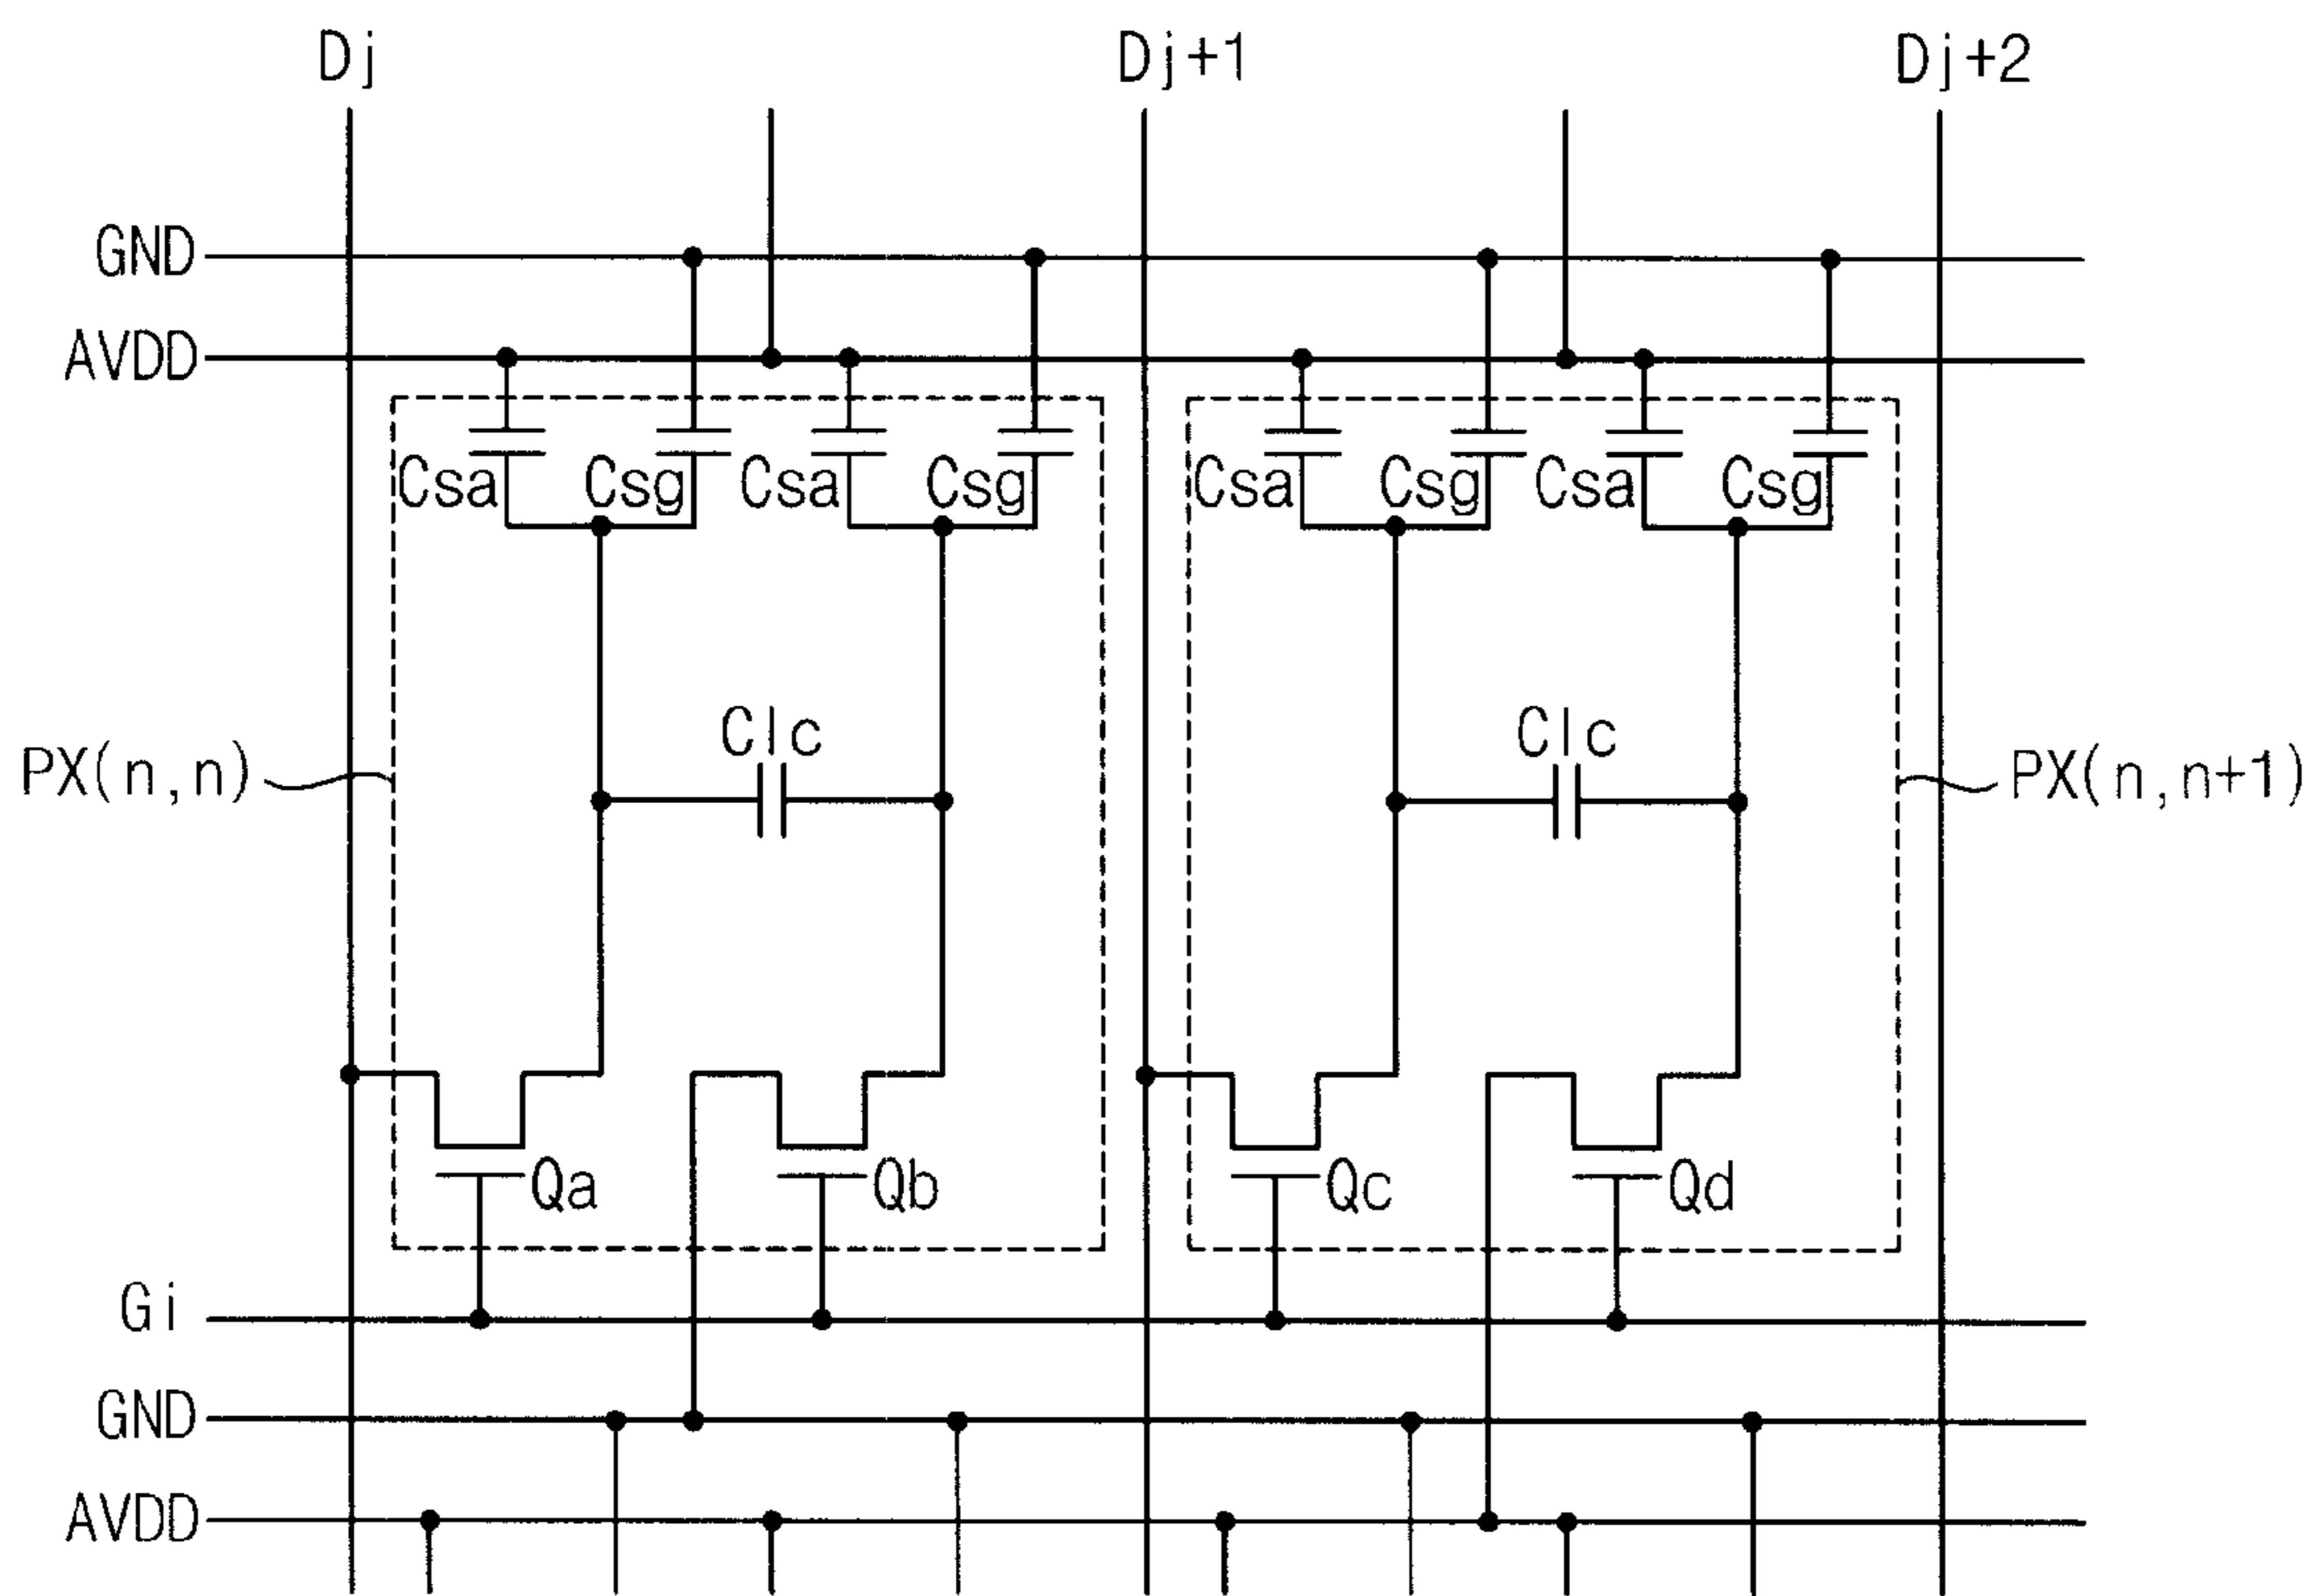 Dj Dj+1 Dj+2
GND
AVDD
Csa Csg Csa Csg Csa Csg Csa Csg
Clc Clc
PX(n,n) PX(n,n+1)
Qa Qb Qc Qd
Gi
GND
AVDD